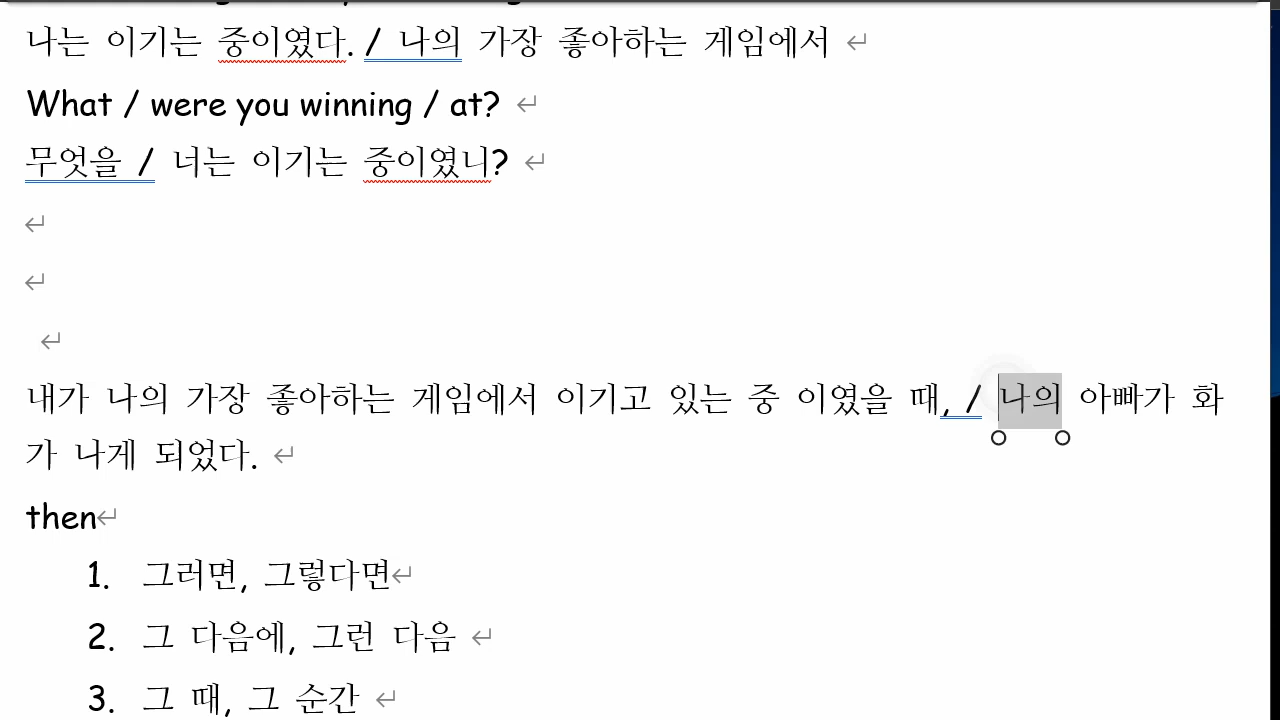 나는 이기는 중이였다. / 나의 가장 좋아하는 게임에서
What / were you winning / at?
무엇을 / 너는 이기는 중이였니?
내가 나의 가장 좋아하는 게임에서 이기고 있는 중 이였을 때, / 나의 아빠가 화
가 나게 되었다.
then
1. 그러면, 그렇다면
2. 그 다음에, 그런 다음
3. 그 때, 그 순간